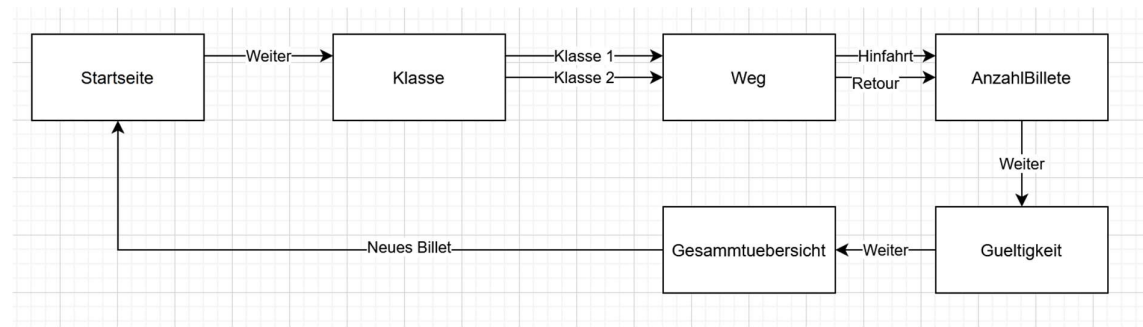 Startseite
Weiter
Klasse
Klasse 1
Klasse 2
Weg
Hinfahrt
Retour
AnzahlBillete
Weiter
Gueltigkeit
Weiter
Gesammtuebersicht
Neues Billet